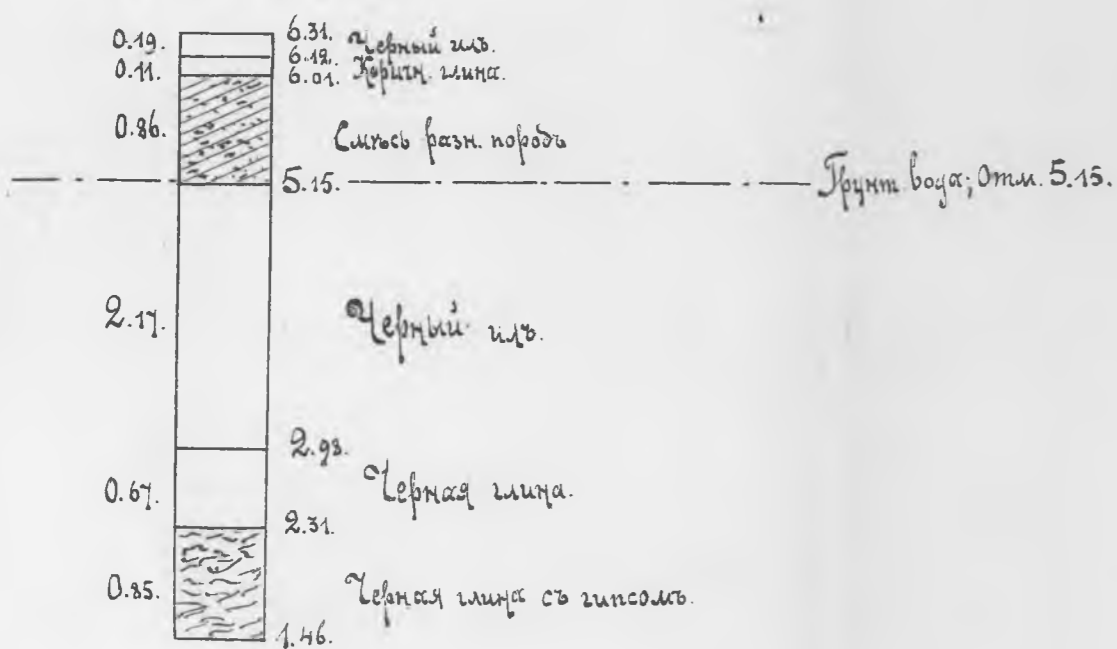 0.19. 6.31. Черный илъ.
6.12.
0.11. 6.01. Коричн. глина.
0.86. Смѣсь разн. породъ
5.15. Грунт. вода; Отм. 5.15.
2.17. Черный илъ.
2.98.
0.67. Черная глина.
2.31.
0.85. Черная глина съ гипсомъ.
1.46.